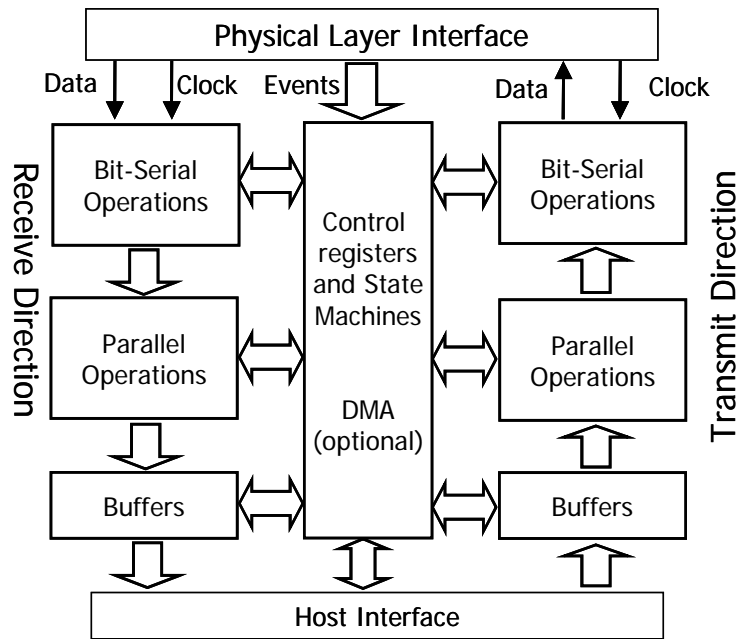 Physical Layer Interface
Data
Clock
Events
Data
Clock
Receive Direction
Bit-Serial
Operations
Control
registers
and State
Machines
DMA
(optional)
Bit-Serial
Operations
Transmit Direction
Parallel
Operations
Parallel
Operations
Buffers
Buffers
Host Interface